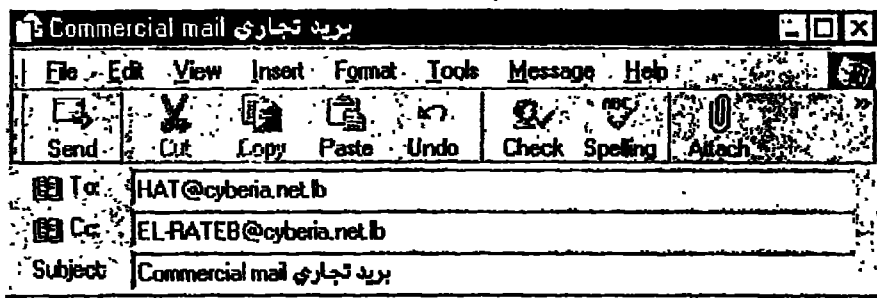 Commercial mail بريد تجاري
File Edit View Insert Format Tools Message Help
Send Cut Copy Paste Undo Check Spelling Attach
To: HAT@cyberia.net.lb
Cc: EL-RATEB@cyberia.net.lb
Subject: Commercial mail بريد تجاري